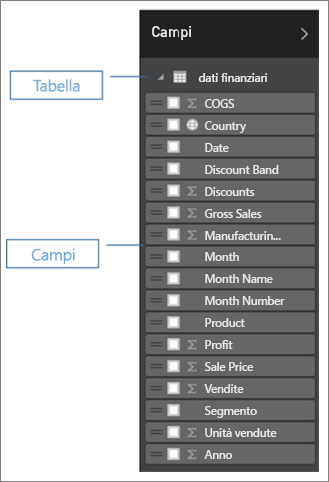 Campi
Tabella
dati finanziari
COGS
Country
Date
Discount Band
Discounts
Gross Sales
Manufacturin...
Campi
Month
Month Name
Month Number
Product
Profit
Sale Price
Vendite
Segmento
Unità vendute
Anno